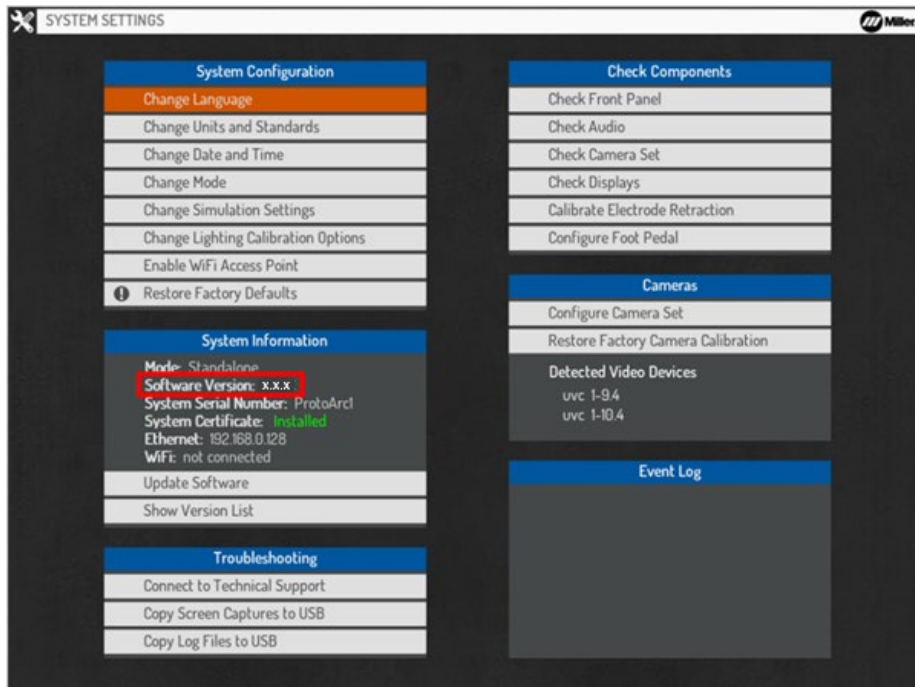 SYSTEM SETTINGS
Miller
System Configuration
Change Language
Change Units and Standards
Change Date and Time
Change Mode
Change Simulation Settings
Change Lighting Calibration Options
Enable WiFi Access Point
Restore Factory Defaults
System Information
Mode: Standalone
Software Version: x.x.x
System Serial Number: ProtoArc1
System Certificate: Installed
Ethernet: 192.168.0.128
WiFi: not connected
Update Software
Show Version List
Troubleshooting
Connect to Technical Support
Copy Screen Captures to USB
Copy Log Files to USB
Check Components
Check Front Panel
Check Audio
Check Camera Set
Check Displays
Calibrate Electrode Retraction
Configure Foot Pedal
Cameras
Configure Camera Set
Restore Factory Camera Calibration
Detected Video Devices
uvc 1-9.4
uvc 1-10.4
Event Log